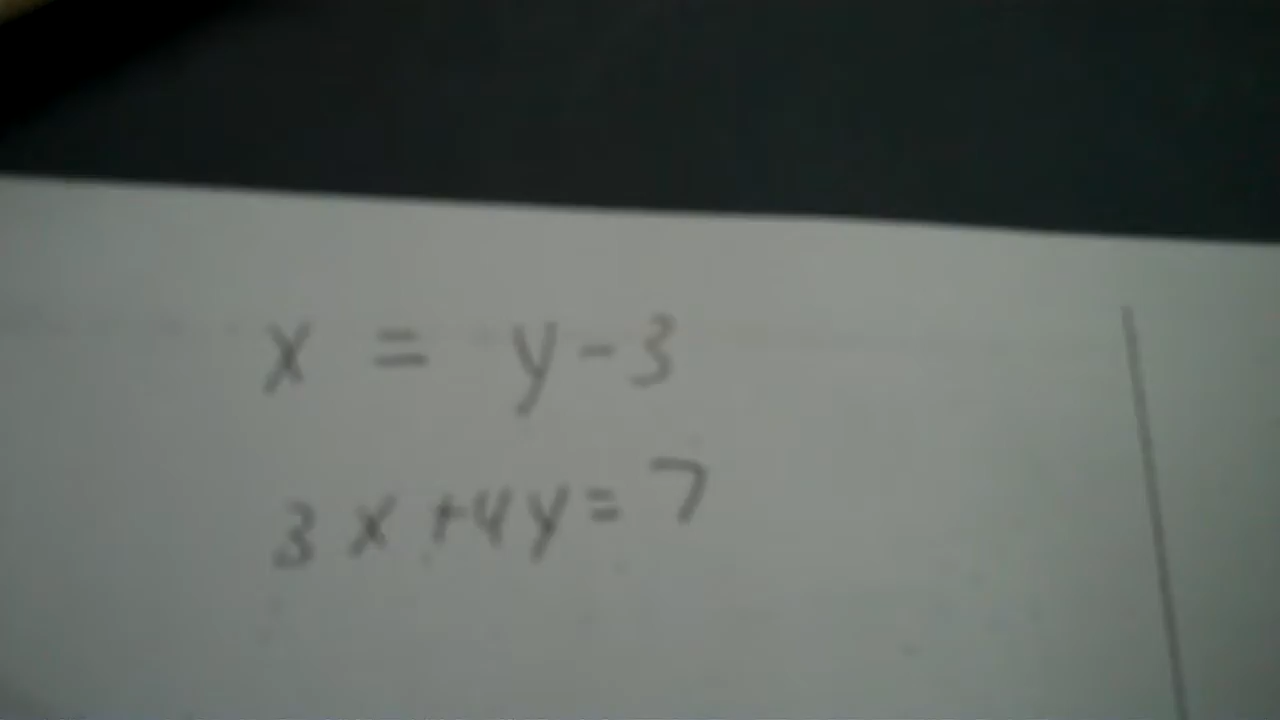 x = y - 3
3x + 4y = 7